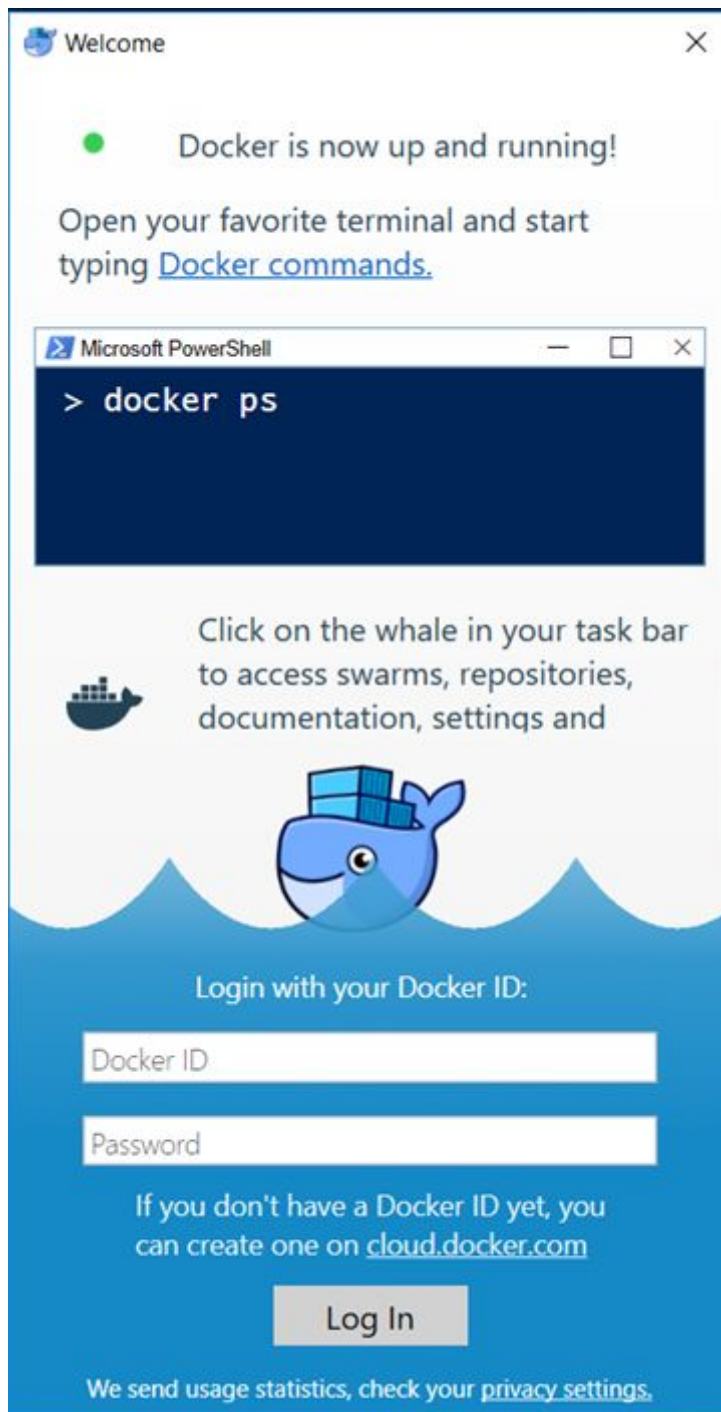 Welcome
Docker is now up and running!
Open your favorite terminal and start
typing Docker commands.
Microsoft PowerShell
> docker ps
Click on the whale in your task bar
to access swarms, repositories,
documentation, settings and
Login with your Docker ID:
Docker ID
Password
If you don't have a Docker ID yet, you
can create one on cloud.docker.com
Log In
We send usage statistics, check your privacy settings.